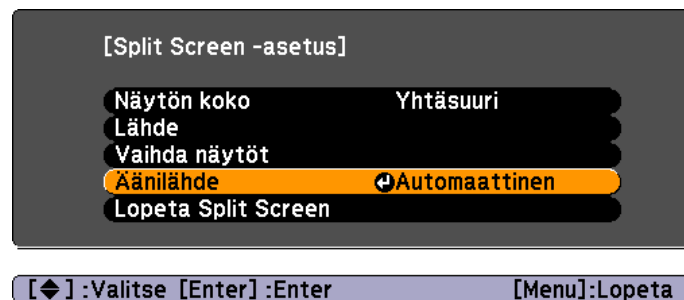 [Split Screen -asetus]
Näytön koko Yhtäsuuri
Lähde
Vaihda näytöt
Äänilähde Automaattinen
Lopeta Split Screen
[◆] :Valitse [Enter] :Enter [Menu]:Lopeta